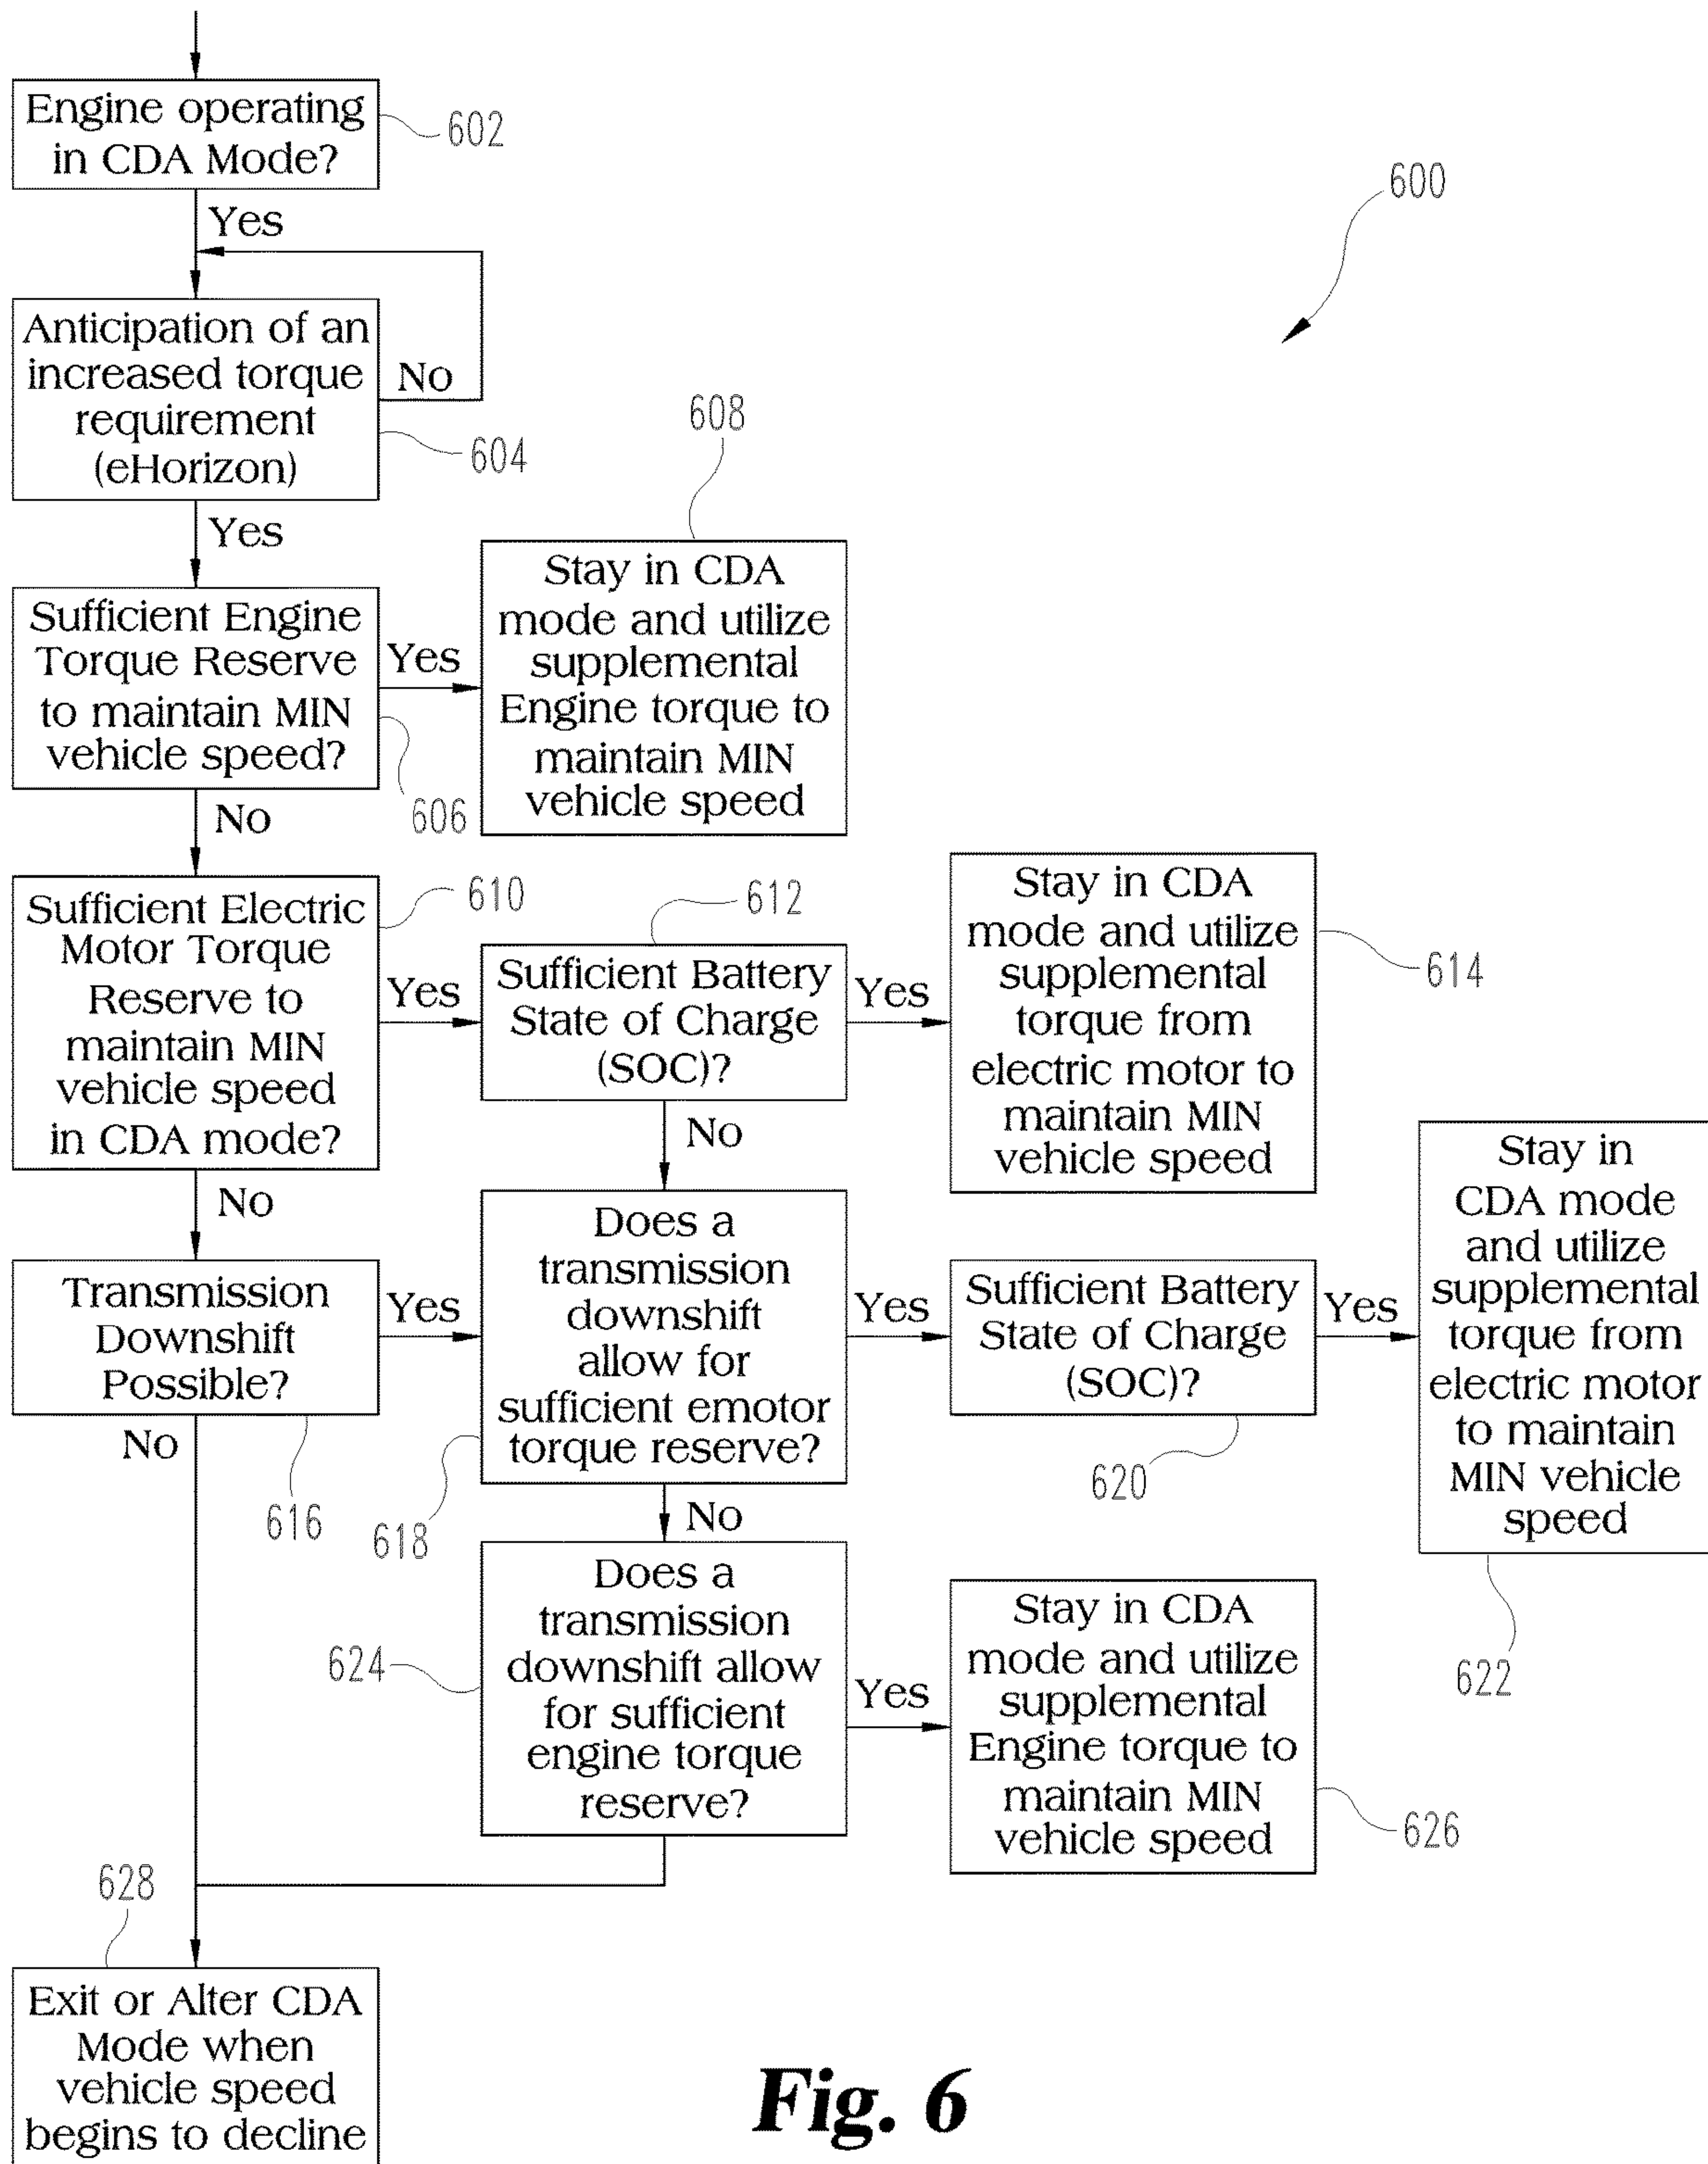 Engine operating
in CDA Mode?
602
Yes
600
Anticipation of an
increased torque
requirement
(eHorizon)
No
604
Yes
608
Sufficient Engine
Torque Reserve
to maintain MIN
vehicle speed?
Yes
606
No
Stay in CDA
mode and utilize
supplemental
Engine torque to
maintain MIN
vehicle speed
Sufficient Electric
Motor Torque
Reserve to
maintain MIN
vehicle speed
in CDA mode?
610
Yes
No
612
Sufficient Battery
State of Charge
(SOC)?
Yes
No
Stay in CDA
mode and utilize
supplemental
torque from
electric motor to
maintain MIN
vehicle speed
614
Transmission
Downshift
Possible?
Yes
No
616
Does a
transmission
downshift
allow for
sufficient emotor
torque reserve?
618
Yes
No
Sufficient Battery
State of Charge
(SOC)?
620
Yes
Stay in
CDA mode
and utilize
supplemental
torque from
electric motor
to maintain
MIN vehicle
speed
622
Does a
transmission
downshift allow
for sufficient
engine torque
reserve?
624
Yes
Stay in CDA
mode and utilize
supplemental
Engine torque to
maintain MIN
vehicle speed
626
628
Exit or Alter CDA
Mode when
vehicle speed
begins to decline
Fig. 6